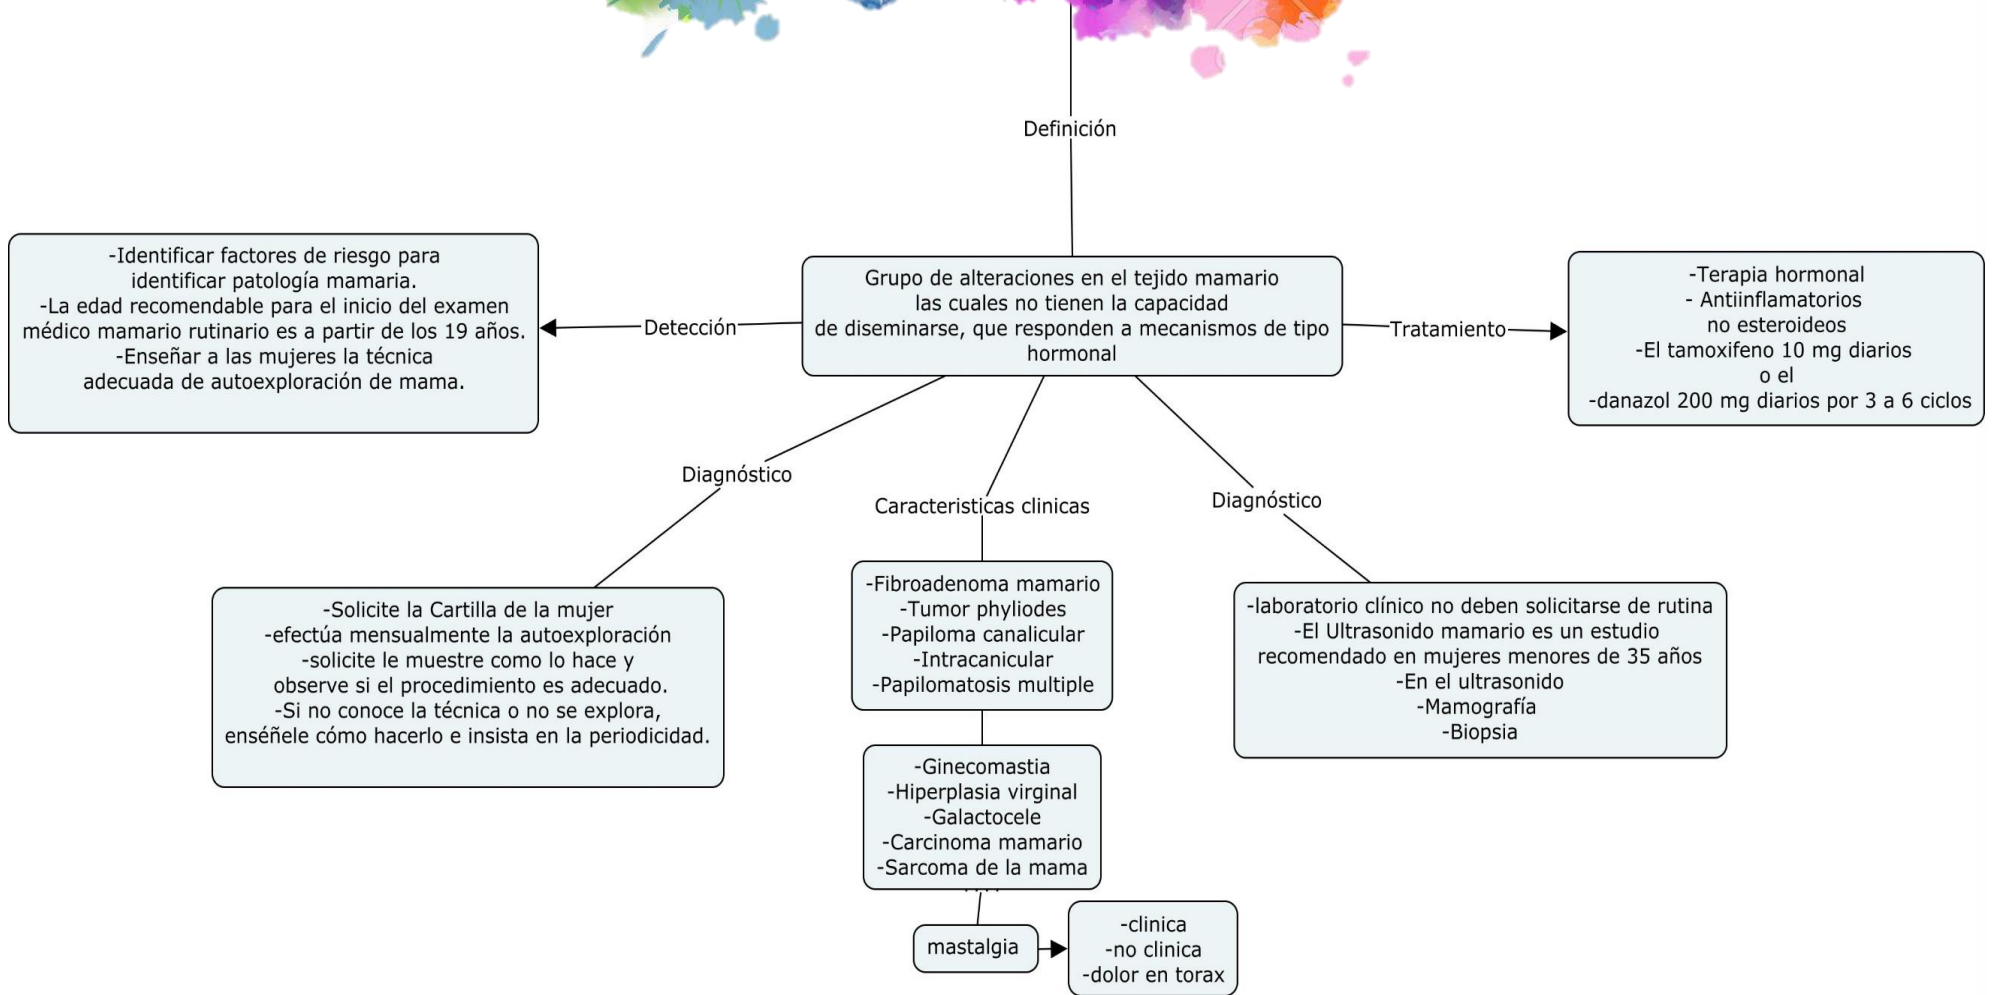 Definición
-Identificar factores de riesgo para
identificar patología mamaria.
-La edad recomendable para el inicio del examen
médico mamario rutinario es a partir de los 19 años.
-Enseñar a las mujeres la técnica
adecuada de autoexploración de mama.
Detección
Grupo de alteraciones en el tejido mamario
las cuales no tienen la capacidad
de diseminarse, que responden a mecanismos de tipo
hormonal
Tratamiento
-Terapia hormonal
- Antiinflamatorios
no esteroideos
-El tamoxifeno 10 mg diarios
o el
-danazol 200 mg diarios por 3 a 6 ciclos
Diagnóstico
Caracteristicas clinicas
Diagnóstico
-Solicite la Cartilla de la mujer
-efectúa mensualmente la autoexploración
-solicite le muestre como lo hace y
observe si el procedimiento es adecuado.
-Si no conoce la técnica o no se explora,
enséñele cómo hacerlo e insista en la periodicidad.
-Fibroadenoma mamario
-Tumor phyliodes
-Papiloma canalicular
-Intracanicular
-Papilomatosis multiple
-laboratorio clínico no deben solicitarse de rutina
-El Ultrasonido mamario es un estudio
recomendado en mujeres menores de 35 años
-En el ultrasonido
-Mamografía
-Biopsia
-Ginecomastia
-Hiperplasia virginal
-Galactocele
-Carcinoma mamario
-Sarcoma de la mama
mastalgia
-clinica
-no clinica
-dolor en torax